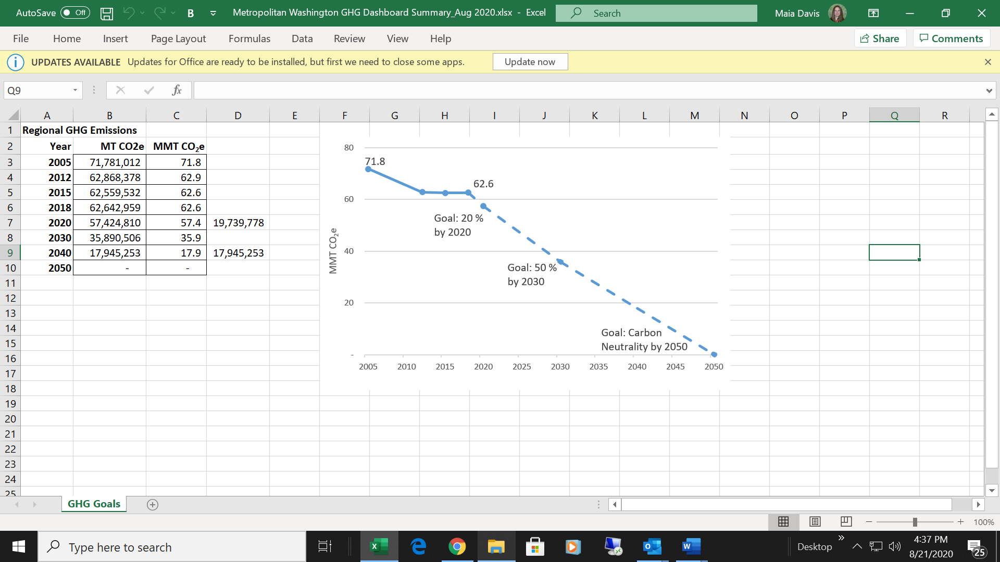 AutoSave Off B Metropolitan Washington GHG Dashboard Summary_Aug 2020.xlsx - Excel Search Maia Davis
File Home Insert Page Layout Formulas Data Review View Help Share Comments
UPDATES AVAILABLE Updates for Office are ready to be installed, but first we need to close some apps. Update now
Q9 fx
A B C D E F G H I J K L M N O P Q R
1 Regional GHG Emissions
2 Year MT CO2e MMT CO₂e
3 2005 71,781,012 71.8
4 2012 62,868,378 62.9
5 2015 62,559,532 62.6
6 2018 62,642,959 62.6
7 2020 57,424,810 57.4 19,739,778
8 2030 35,890,506 35.9
9 2040 17,945,253 17.9 17,945,253
10 2050 - -
11
12
13
14
15
16
17
18
19
20
21
22
23
24
25
80
60
40
20
-
MMT CO₂e
71.8
62.6
Goal: 20 %
by 2020
Goal: 50 %
by 2030
Goal: Carbon
Neutrality by 2050
2005 2010 2015 2020 2025 2030 2035 2040 2045 2050
GHG Goals
100%
Type here to search
Desktop
4:37 PM
8/21/2020
25